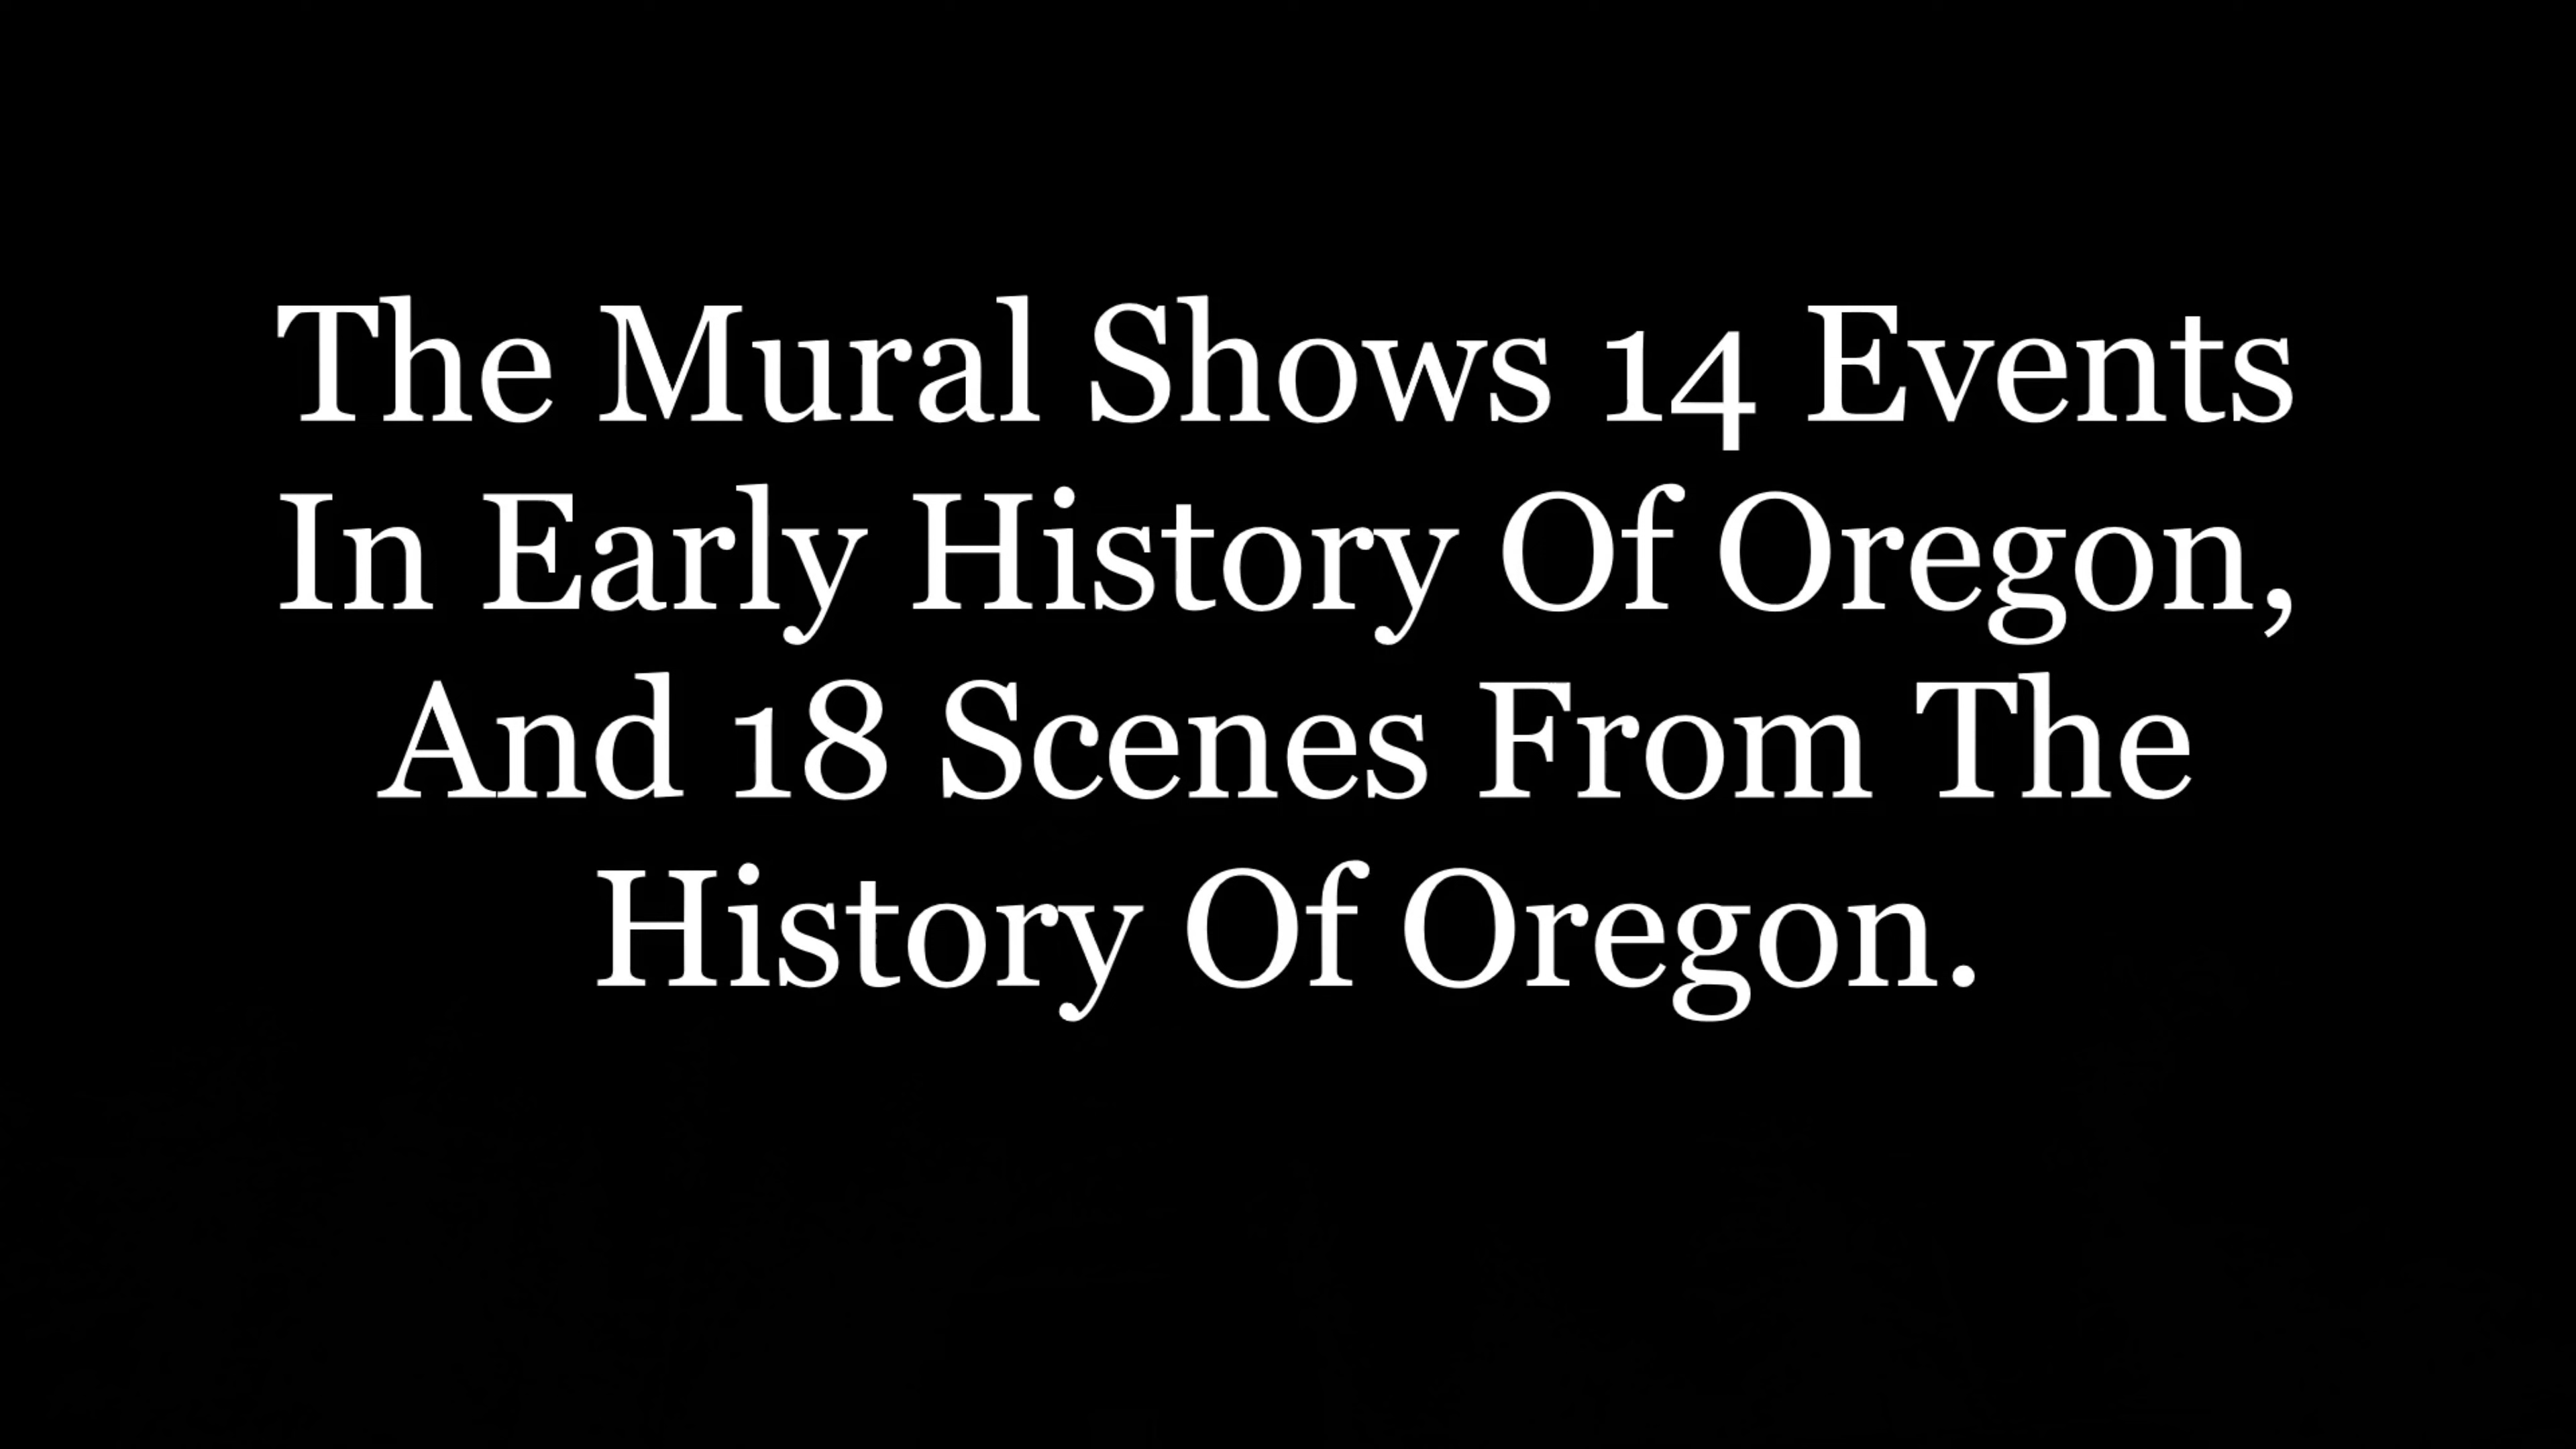 The Mural Shows 14 Events
In Early History Of Oregon,
And 18 Scenes From The
History Of Oregon.